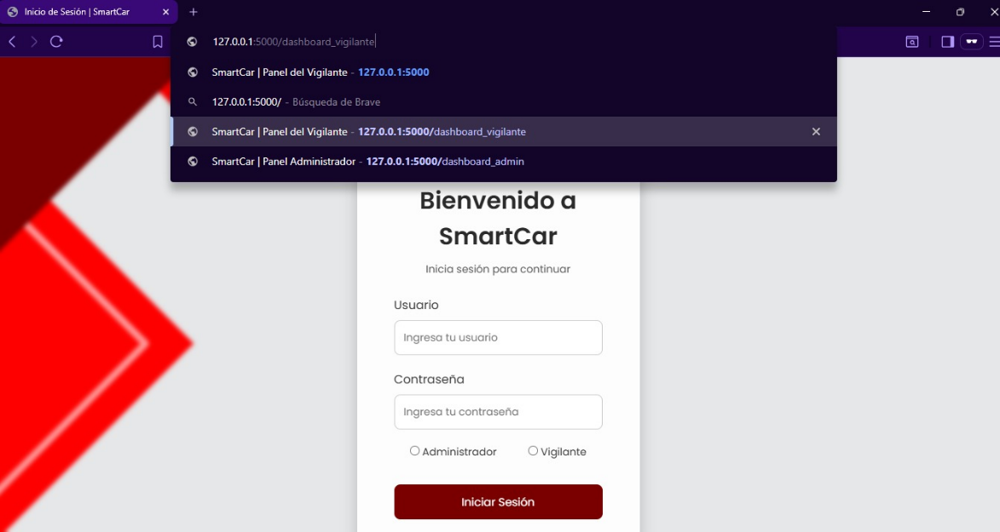 Inicio de Sesión | SmartCar
127.0.0.1:5000/dashboard_vigilante
SmartCar | Panel del Vigilante - 127.0.0.1:5000
127.0.0.1:5000/ - Búsqueda de Brave
SmartCar | Panel del Vigilante - 127.0.0.1:5000/dashboard_vigilante
SmartCar | Panel Administrador - 127.0.0.1:5000/dashboard_admin
Bienvenido a
SmartCar
Inicia sesión para continuar
Usuario
Ingresa tu usuario
Contraseña
Ingresa tu contraseña
Administrador Vigilante
Iniciar Sesión